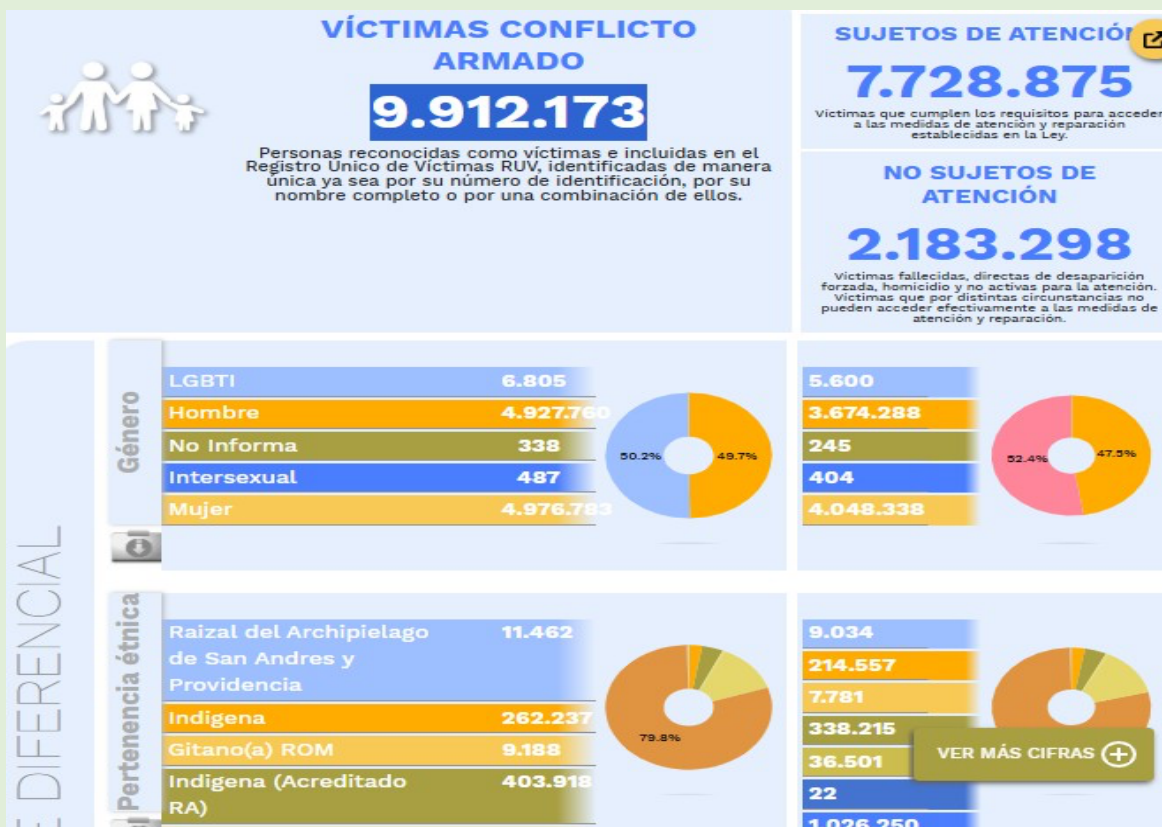 VÍCTIMAS CONFLICTO
ARMADO
9.912.173
Personas reconocidas como víctimas e incluidas en el
Registro Unico de Víctimas RUV, identificadas de manera
única ya sea por su número de identificación, por su
nombre completo o por una combinación de ellos.
SUJETOS DE ATENCIÓ
7.728.875
Víctimas que cumplen los requisitos para acceder
a las medidas de atención y reparación
establecidas en la Ley.
NO SUJETOS DE
ATENCIÓN
2.183.298
Víctimas fallecidas, directas de desaparición
forzada, homicidio y no activas para la atención.
Víctimas que por distintas circunstancias no
pueden acceder efectivamente a las medidas de
atención y reparación.
DIFERENCIAL
Género
LGBTI 6.805
Hombre 4.927.760
No Informa 338
Intersexual 487
Mujer 4.976.783
50.2% 49.7%
5.600
3.674.288
245
404
4.048.338
52.4% 47.5%
Pertenencia étnica
Raizal del Archipielago 11.462
de San Andres y
Providencia
Indigena 262.237
Gitano(a) ROM 9.188
Indigena (Acreditado 403.918
RA)
79.8%
9.034
214.557
7.781
338.215
36.501
22
1.026.250
VER MÁS CIFRAS